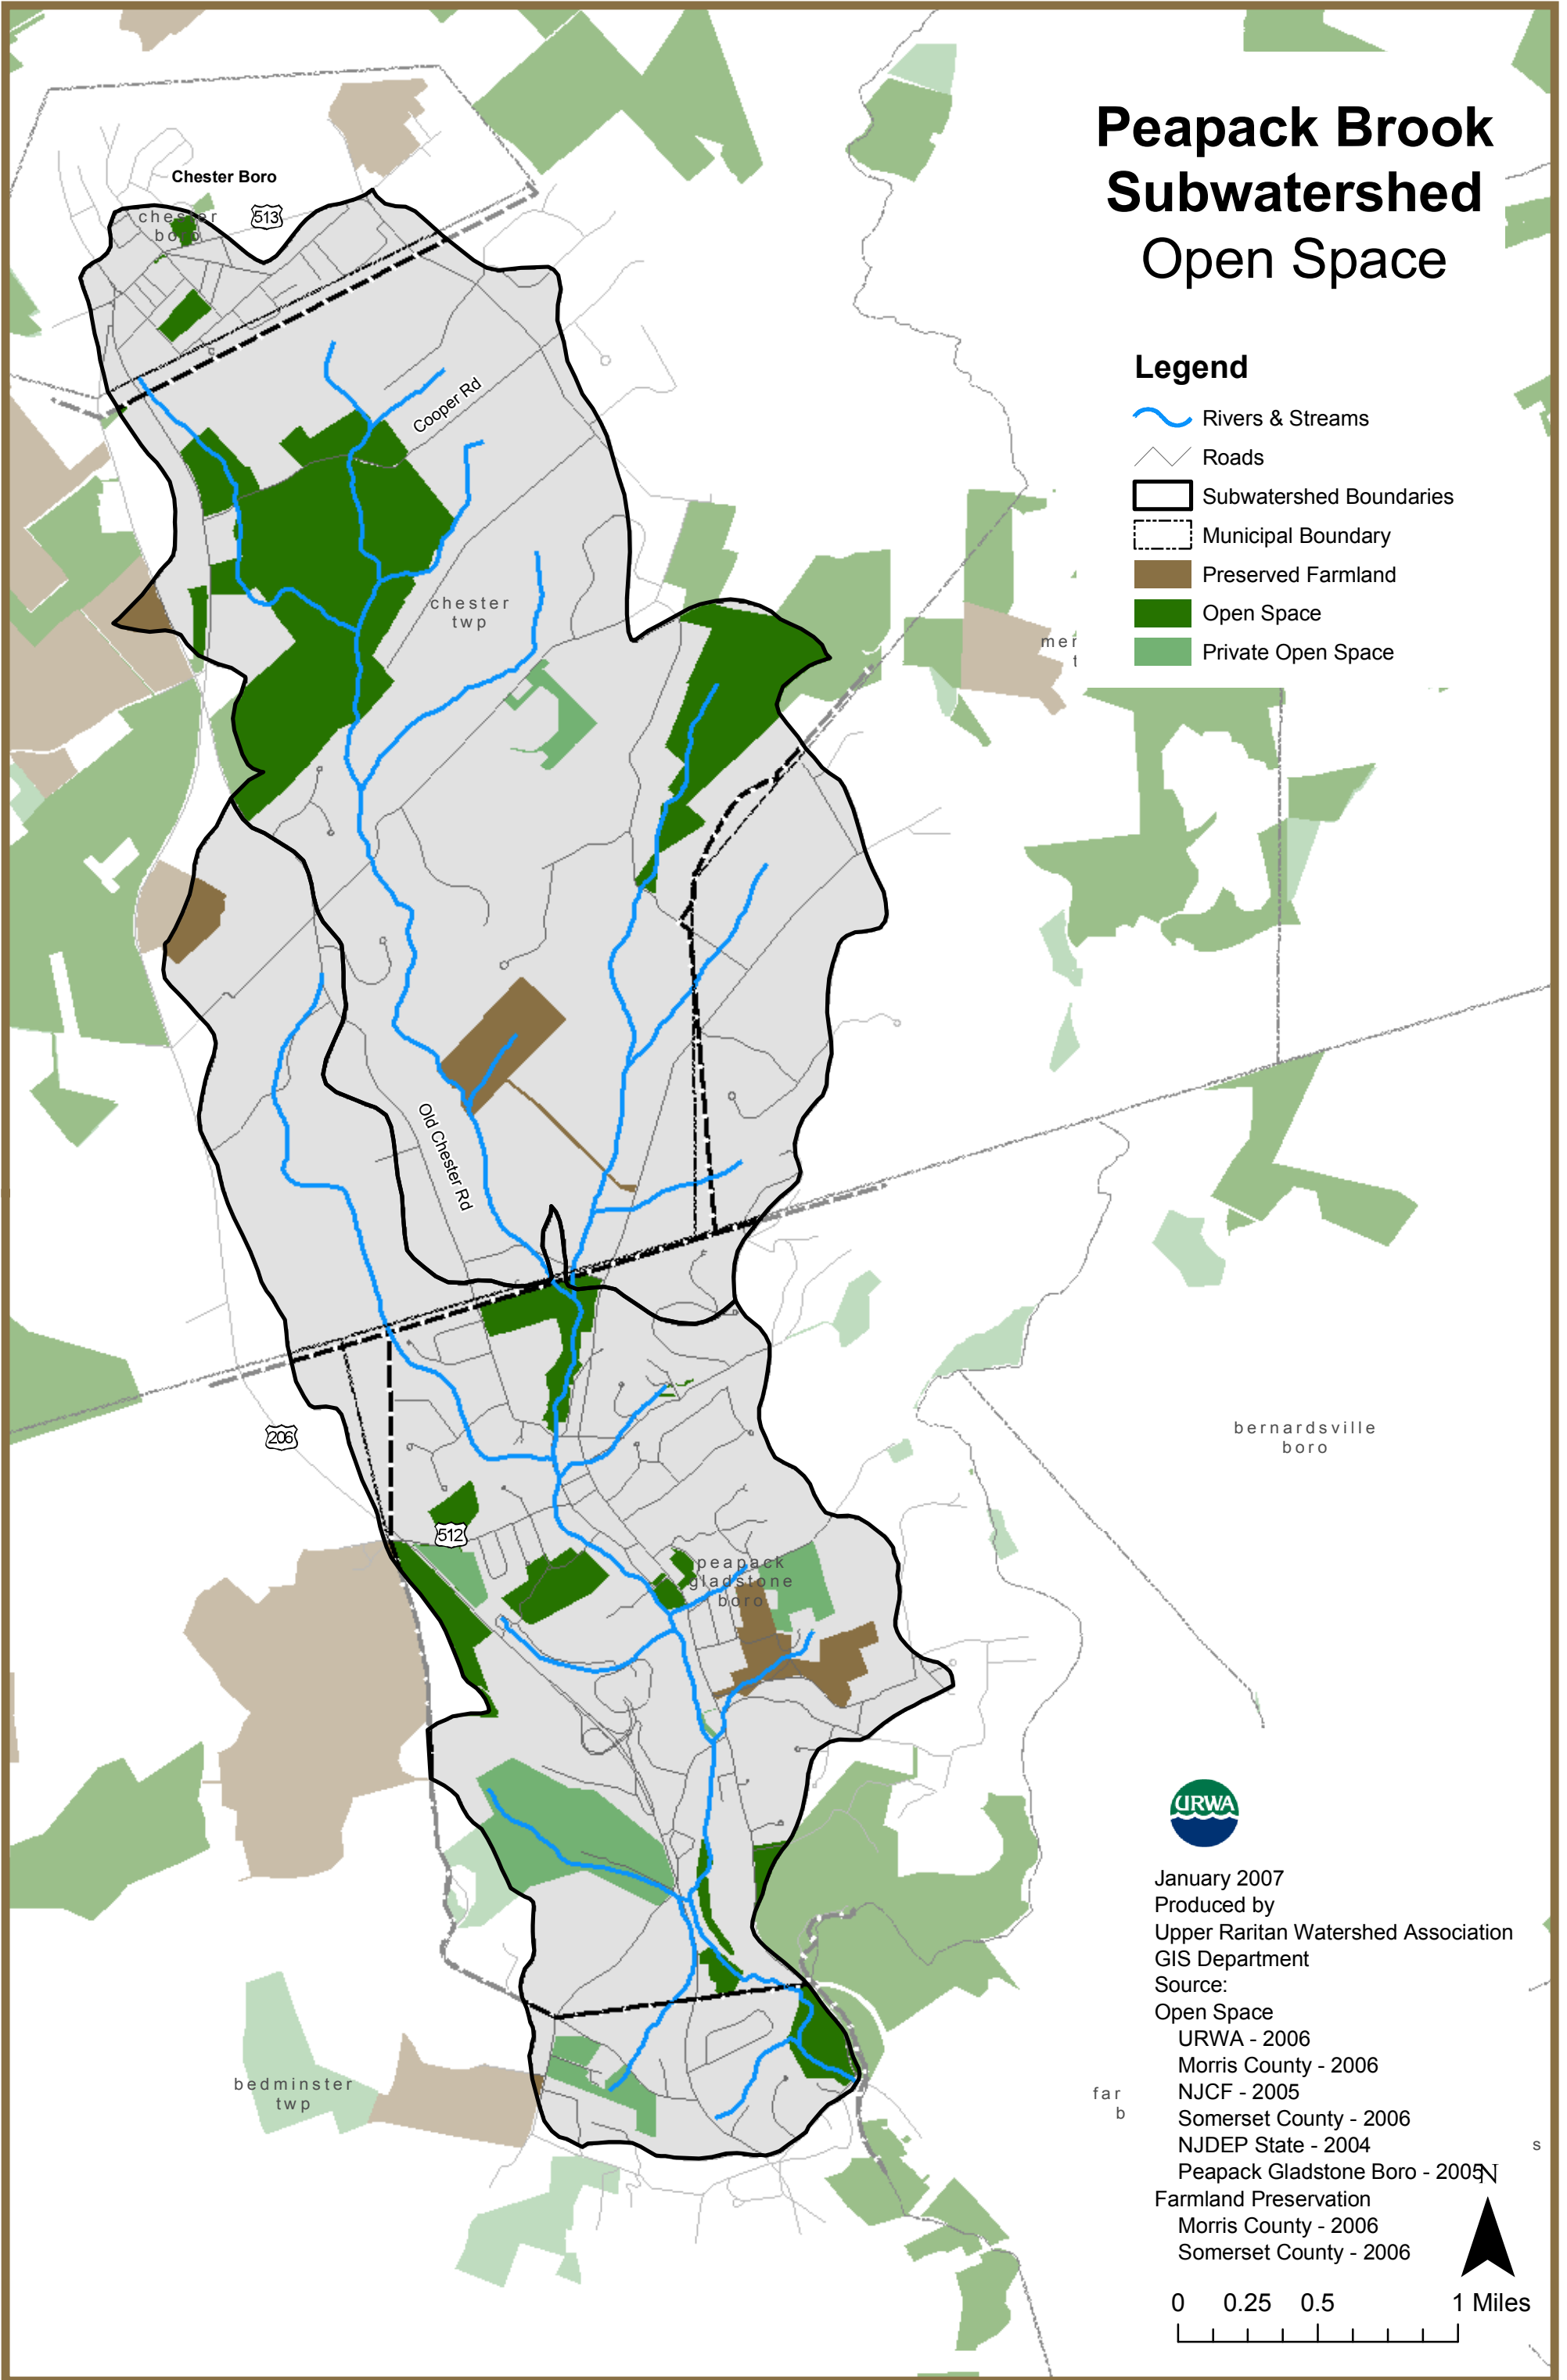 Peapack Brook
Subwatershed
Open Space
Chester Boro
chester
boro
513
Cooper Rd
Legend
Rivers & Streams
Roads
Subwatershed Boundaries
Municipal Boundary
Preserved Farmland
Open Space
Private Open Space
chester
twp
mer
t
Old Chester Rd
206
bernardsville
boro
512
peapack
gladstone
boro
URWA
January 2007
Produced by
Upper Raritan Watershed Association
GIS Department
Source:
Open Space
URWA - 2006
Morris County - 2006
NJCF - 2005
Somerset County - 2006
NJDEP State - 2004
Peapack Gladstone Boro - 2005
Farmland Preservation
Morris County - 2006
Somerset County - 2006
bedminster
twp
far
b
s
N
0 0.25 0.5 1 Miles